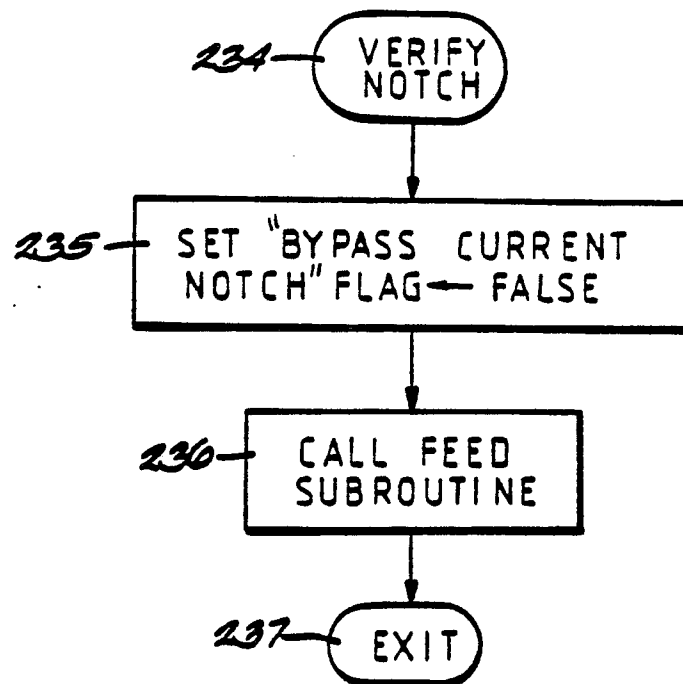 234
VERIFY
NOTCH
235
SET "BYPASS CURRENT
NOTCH" FLAG ← FALSE
236
CALL FEED
SUBROUTINE
237
EXIT